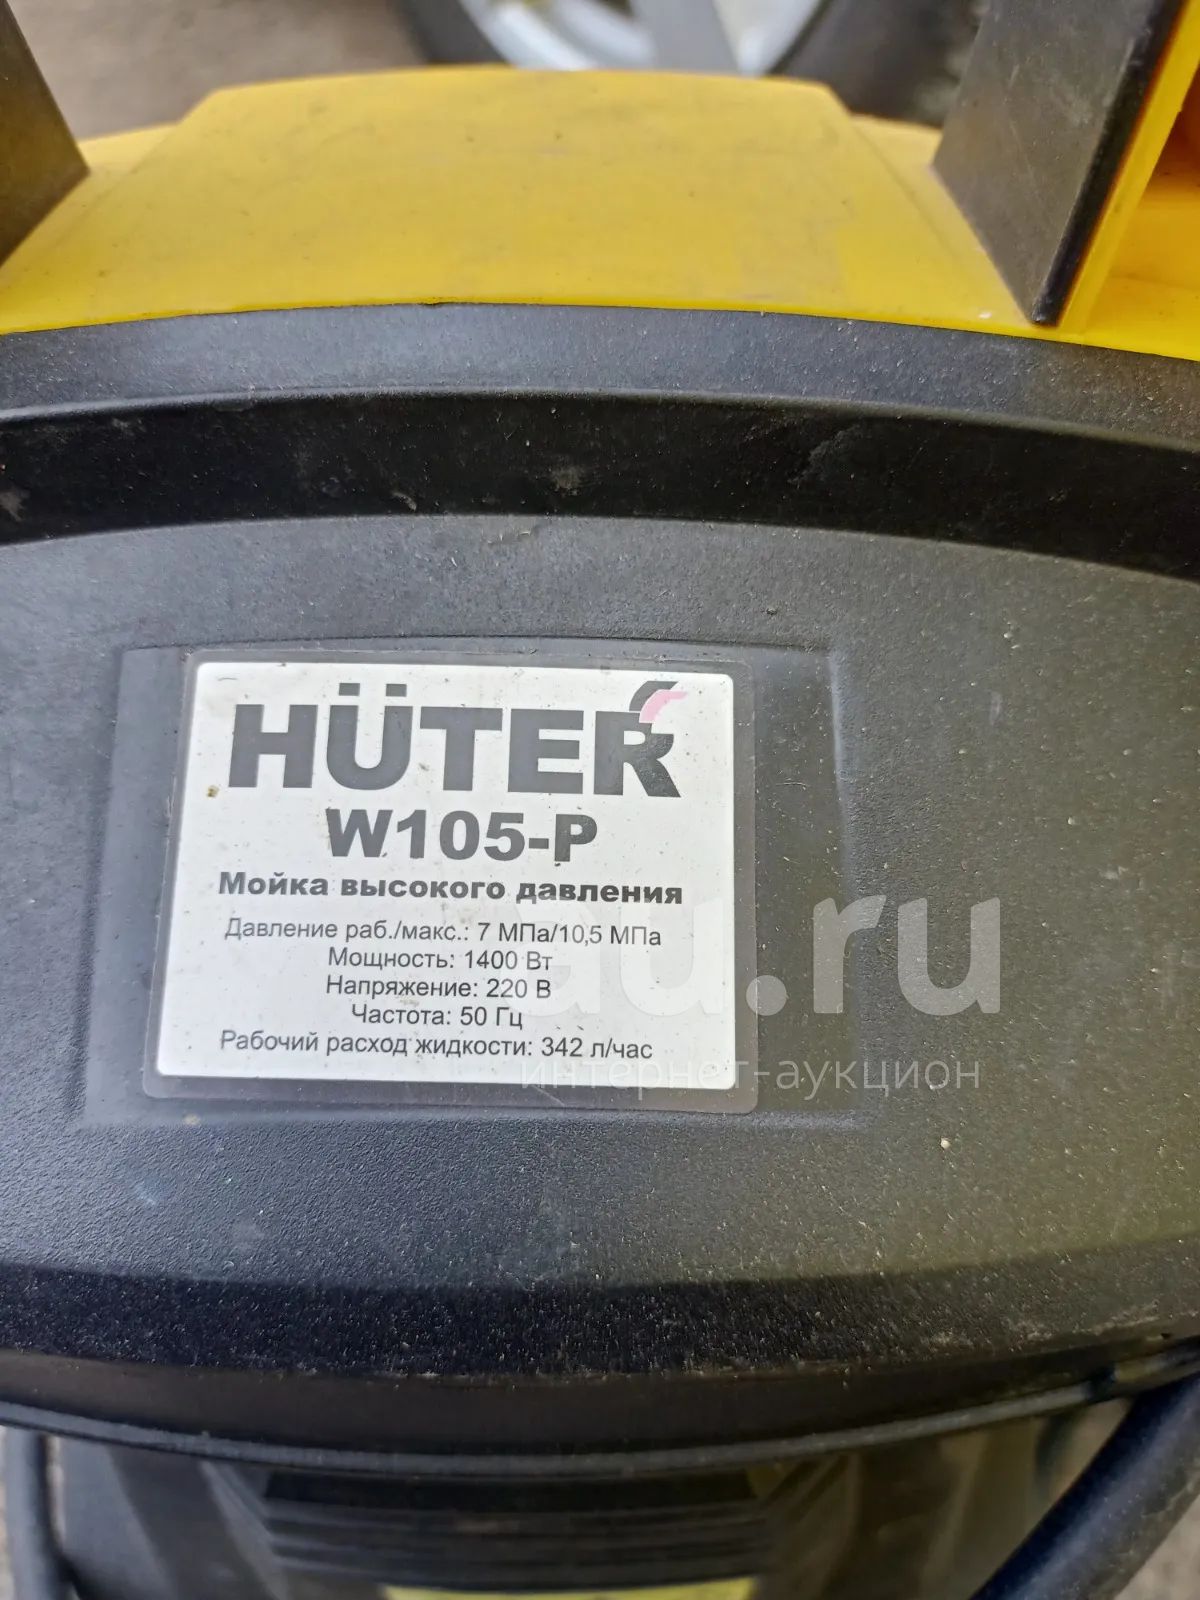 HÜTER
W105-P
Мойка высокого давления
Давление раб./макс.: 7 МПа/10,5 МПа
Мощность: 1400 Вт
Напряжение: 220 В
Частота: 50 Гц
Рабочий расход жидкости: 342 л/час
au.ru
интернет-аукцион